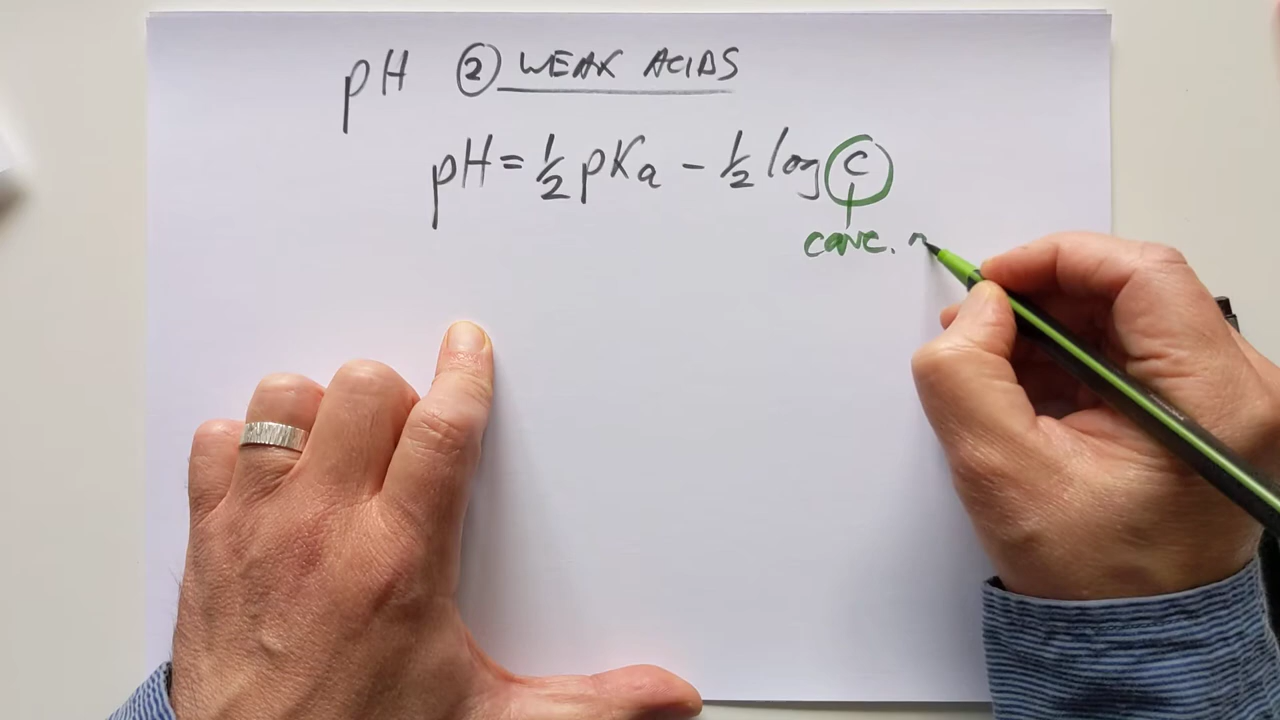 pH ② WEAK ACIDS
pH = ½ pKa - ½ log C
conc.